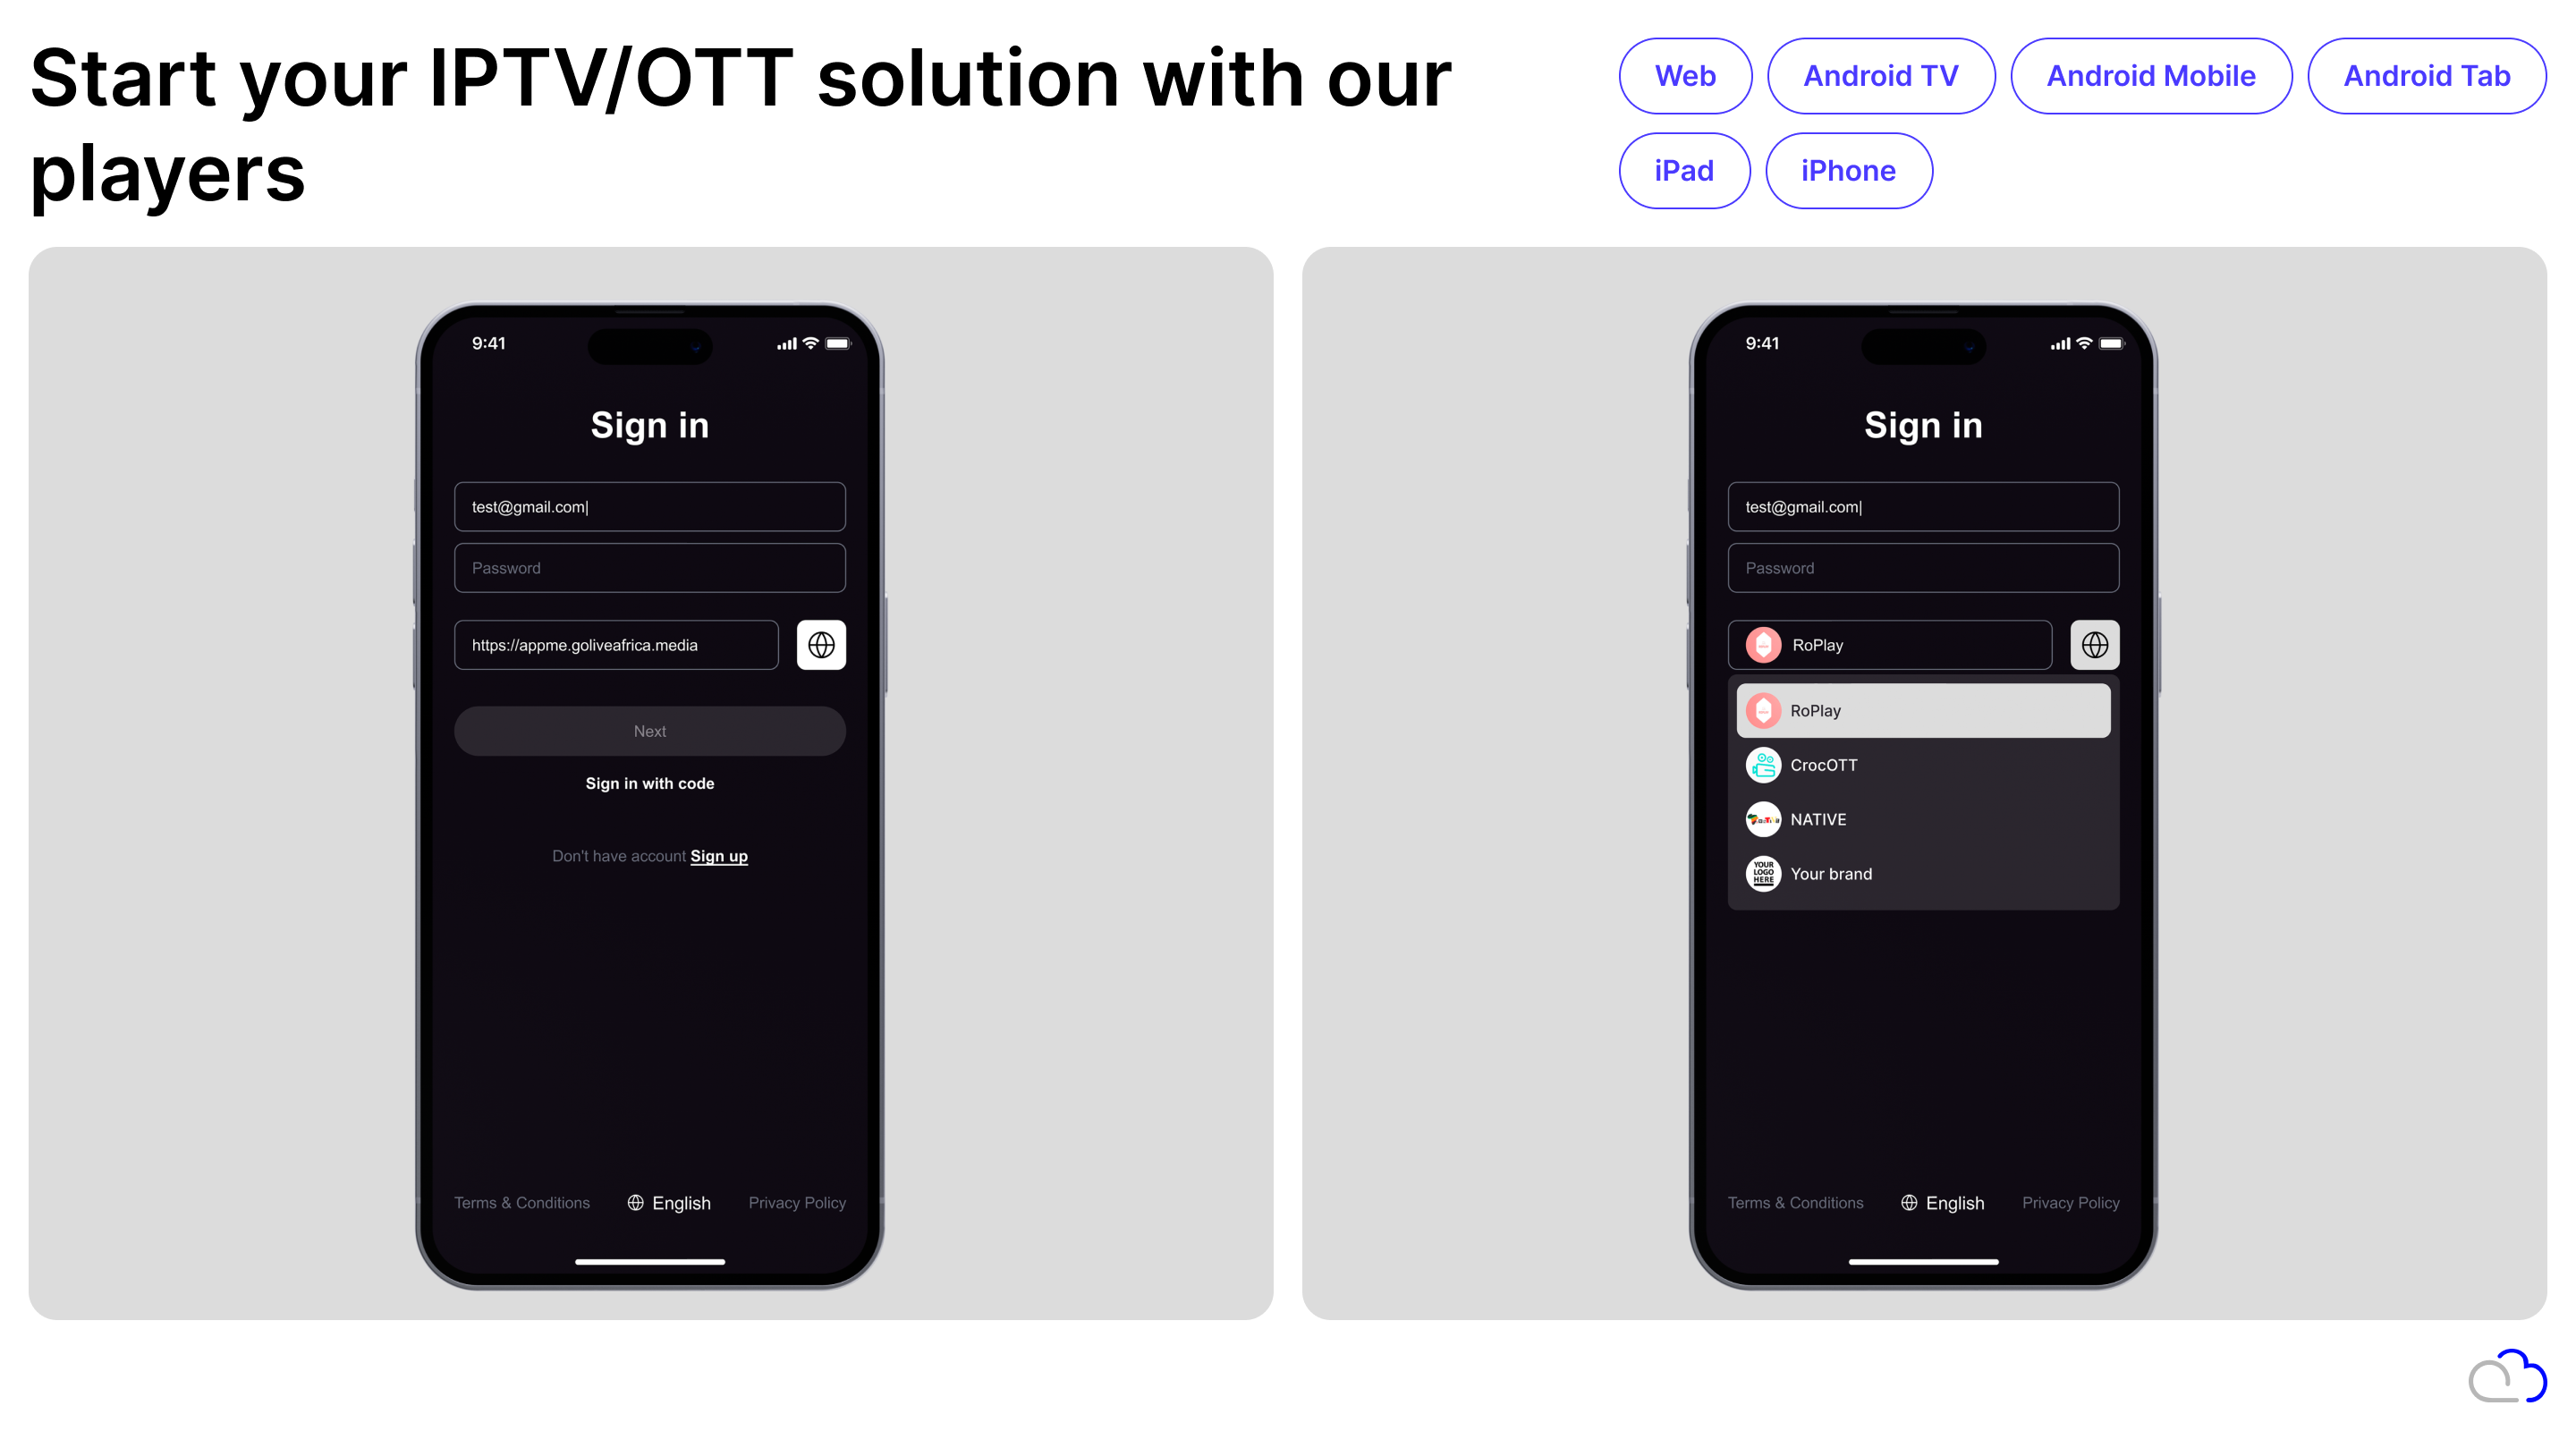 Start your IPTV/OTT solution with our
players
Web
Android TV
Android Mobile
Android Tab
iPad
iPhone
9:41
Sign in
test@gmail.com|
Password
https://appme.goliveafrica.media
Next
Sign in with code
Don't have account Sign up
Terms & Conditions
English
Privacy Policy
9:41
Sign in
test@gmail.com|
Password
RoPlay
RoPlay
CrocOTT
NATIVE
YOUR
LOGO
HERE
Your brand
Terms & Conditions
English
Privacy Policy